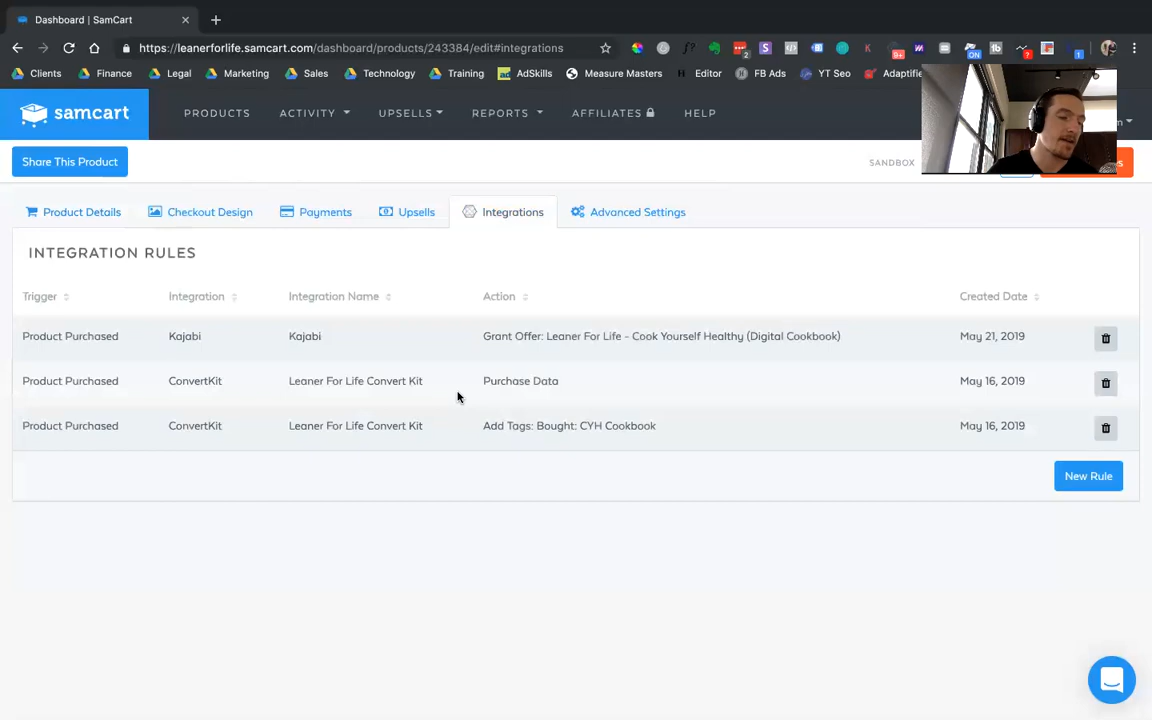 Dashboard | SamCart
https://leanerforlife.samcart.com/dashboard/products/243384/edit#integrations
Clients Finance Legal Marketing Sales Technology Training AdSkills Measure Masters Editor FB Ads YT Seo Adaptifie
samcart PRODUCTS ACTIVITY UPSELLS REPORTS AFFILIATES HELP
Share This Product SANDBOX
Product Details Checkout Design Payments Upsells Integrations Advanced Settings
INTEGRATION RULES
Trigger Integration Integration Name Action Created Date
Product Purchased Kajabi Kajabi Grant Offer: Leaner For Life - Cook Yourself Healthy (Digital Cookbook) May 21, 2019
Product Purchased ConvertKit Leaner For Life Convert Kit Purchase Data May 16, 2019
Product Purchased ConvertKit Leaner For Life Convert Kit Add Tags: Bought: CYH Cookbook May 16, 2019
New Rule